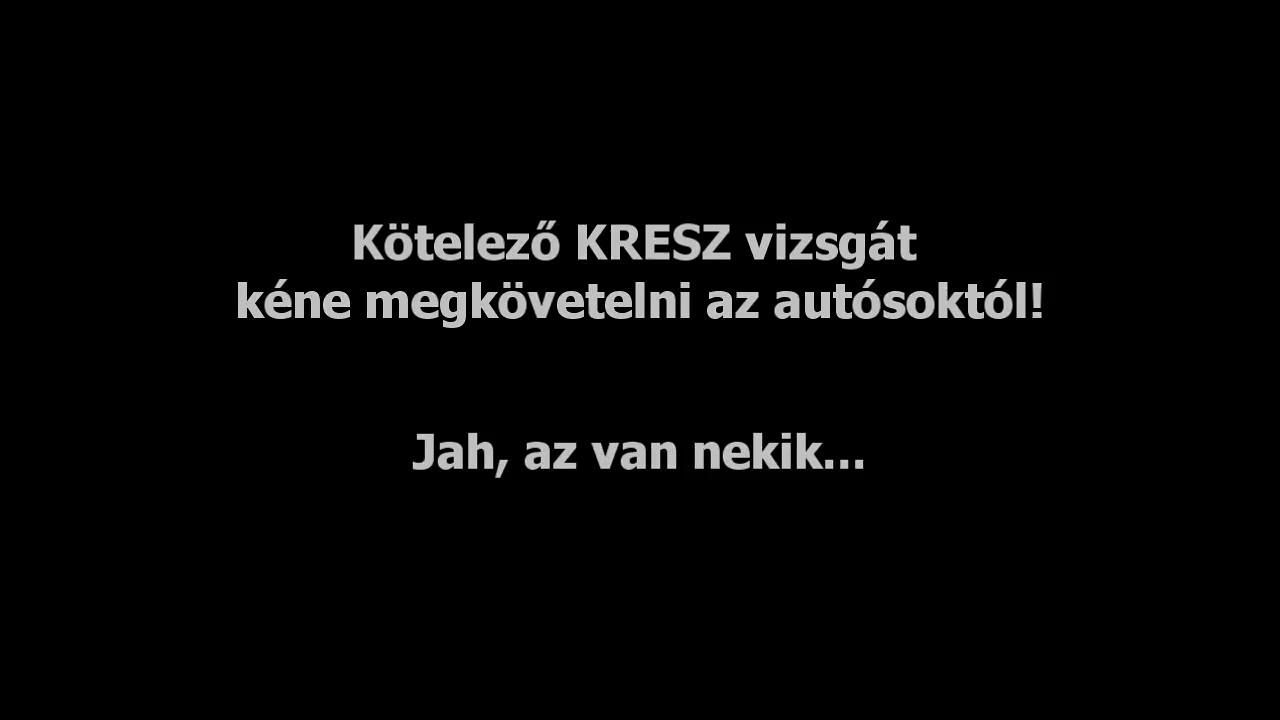 Kötelező KRESZ vizsgát
kéne megkövetelni az autósoktól!
Jah, az van nekik...